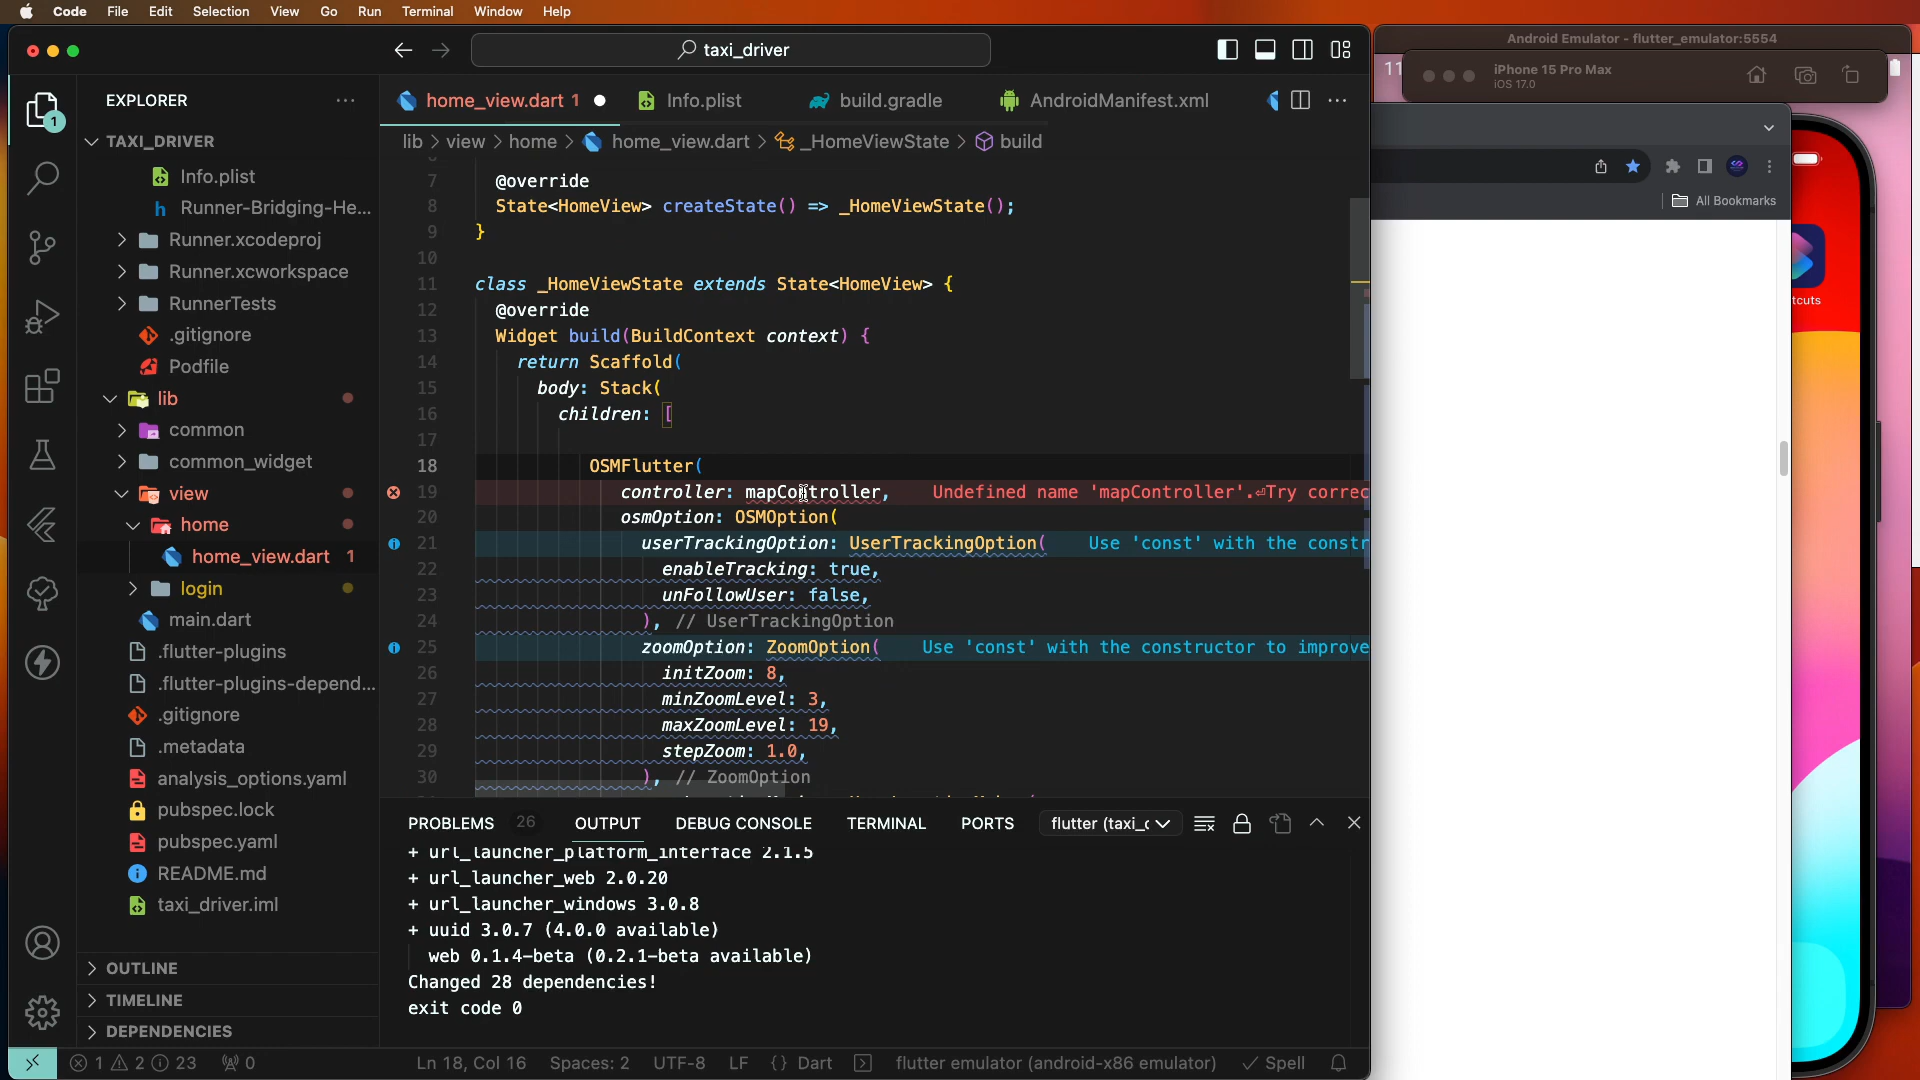 Code File Edit Selection View Go Run Terminal Window Help
taxi_driver
EXPLORER
TAXI_DRIVER
Info.plist
Runner-Bridging-He...
Runner.xcodeproj
Runner.xcworkspace
RunnerTests
.gitignore
Podfile
lib
common
common_widget
view
home
home_view.dart 1
login
main.dart
.flutter-plugins
.flutter-plugins-depend...
.gitignore
.metadata
analysis_options.yaml
pubspec.lock
pubspec.yaml
README.md
taxi_driver.iml
OUTLINE
TIMELINE
DEPENDENCIES
1
home_view.dart 1
Info.plist
build.gradle
AndroidManifest.xml
lib > view > home > home_view.dart > _HomeViewState > build
7 @override
8 State<HomeView> createState() => _HomeViewState();
9 }
10
11 class _HomeViewState extends State<HomeView> {
12 @override
13 Widget build(BuildContext context) {
14 return Scaffold(
15 body: Stack(
16 children: [
17
18 OSMFlutter(
19 controller: mapController, Undefined name 'mapController'.⏎Try correc
20 osmOption: OSMOption(
21 userTrackingOption: UserTrackingOption( Use 'const' with the constr
22 enableTracking: true,
23 unFollowUser: false,
24 ), // UserTrackingOption
25 zoomOption: ZoomOption( Use 'const' with the constructor to improve
26 initZoom: 8,
27 minZoomLevel: 3,
28 maxZoomLevel: 19,
29 stepZoom: 1.0,
30 ), // ZoomOption
PROBLEMS 26 OUTPUT DEBUG CONSOLE TERMINAL PORTS flutter (taxi_c
+ url_launcher_platform_interface 2.1.5
+ url_launcher_web 2.0.20
+ url_launcher_windows 3.0.8
+ uuid 3.0.7 (4.0.0 available)
web 0.1.4-beta (0.2.1-beta available)
Changed 28 dependencies!
exit code 0
1 2 23 0 Ln 18, Col 16 Spaces: 2 UTF-8 LF {} Dart flutter emulator (android-x86 emulator) Spell
Android Emulator - flutter_emulator:5554
11
iPhone 15 Pro Max
iOS 17.0
All Bookmarks
tcuts